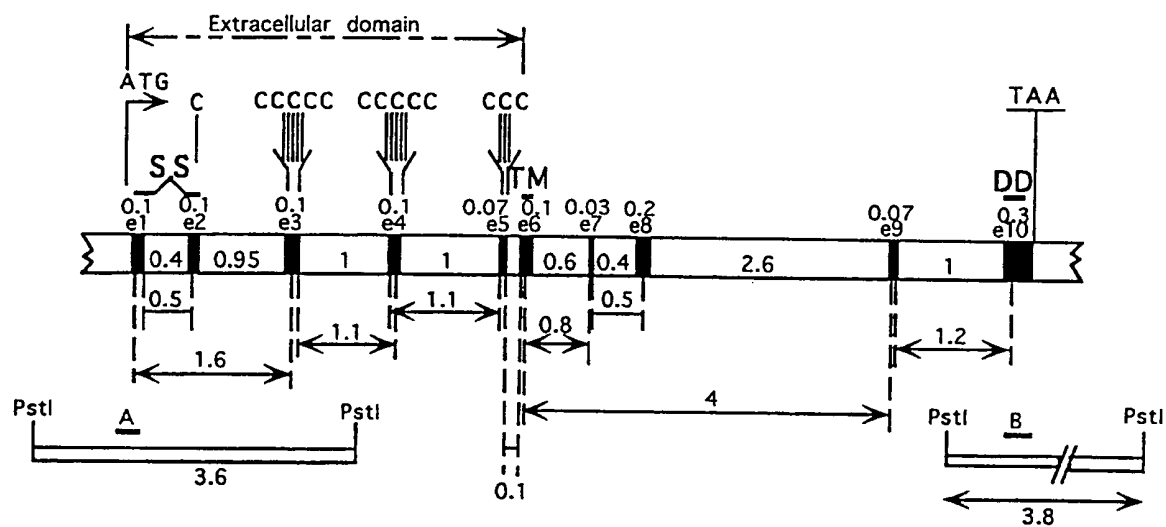 Extracellular domain
ATG
C
CCCCC
CCCCC
CCC
TAA
SS
TM
DD
0.1
0.1
0.1
0.1
0.07
0.1
0.03
0.2
0.07
0.3
e1
e2
e3
e4
e5
e6
e7
e8
e9
e10
0.4
0.95
1
1
0.6
0.4
2.6
1
0.5
1.1
0.5
1.1
0.8
1.2
1.6
4
PstI
A
PstI
PstI
B
PstI
3.6
0.1
3.8